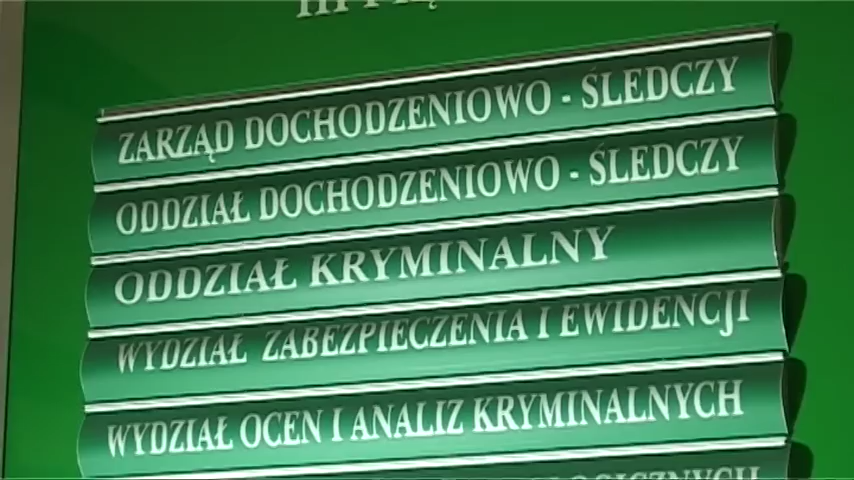 ZARZĄD DOCHODZENIOWO - ŚLEDCZY
ODDZIAŁ DOCHODZENIOWO - ŚLEDCZY
ODDZIAŁ KRYMINALNY
WYDZIAŁ ZABEZPIECZENIA I EWIDENCJI
WYDZIAŁ OCEN I ANALIZ KRYMINALNYCH